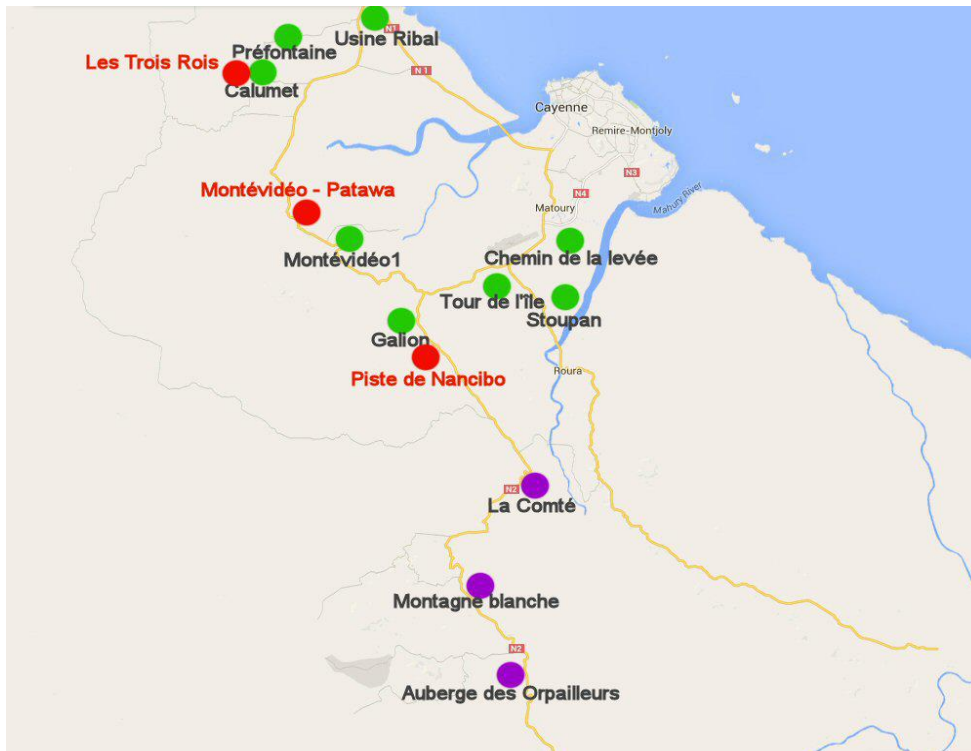 Usine Ribal
N1
Préfontaine
Les Trois Rois
N 1
Calumet
Cayenne
Remire-Montjoly
N3
Montévidéo - Patawa
N4
Mahury River
Matoury
Montévidéo1
Chemin de la levée
Tour de l'île
Stoupan
Galion
Roura
Piste de Nancibo
N2
La Comté
Montagne blanche
N2
Auberge des Orpailleurs